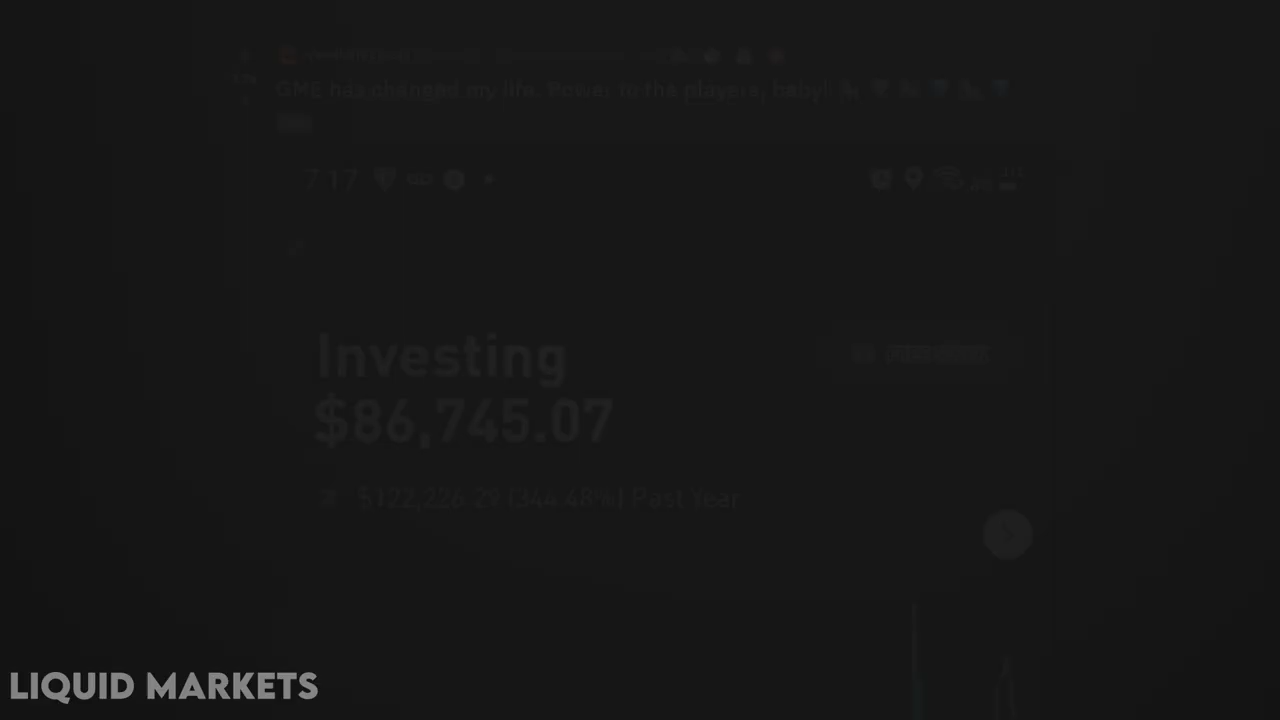 GME has changed my life. Power to the players, baby!!
7:17
Investing
$86,745.07
$122,226.29 (344.48%) Past Year
LIQUID MARKETS